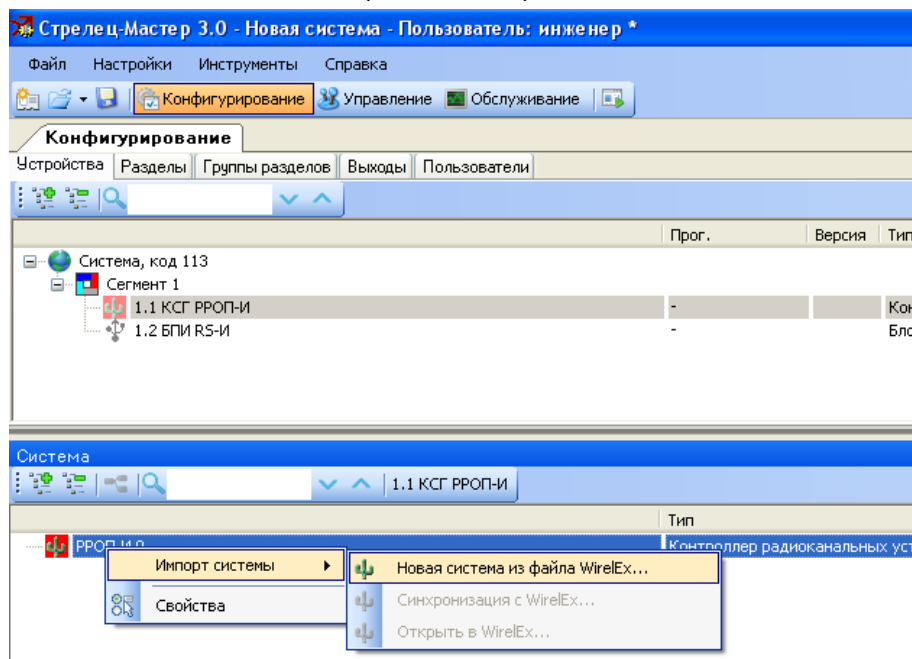 Стрелец-Мастер 3.0 - Новая система - Пользователь: инженер *
Файл Настройки Инструменты Справка
Конфигурирование Управление Обслуживание
Конфигурирование
Устройства Разделы Группы разделов Выходы Пользователи
Прог. Версия Тип
Система, код 113
Сегмент 1
1.1 КСГ РРОП-И - Кон
1.2 БПИ RS-И - Бло
Система
1.1 КСГ РРОП-И
Тип
Контроллер радиоканальных уст
Импорт системы
Новая система из файла WirelEx...
Свойства
Синхронизация с WirelEx...
Открыть в WirelEx...